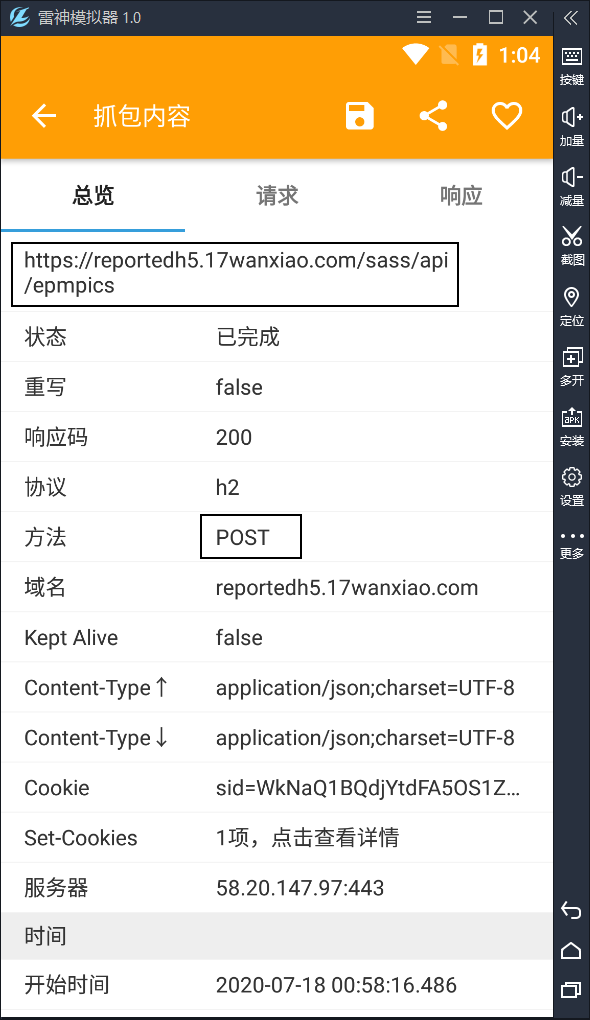 雷神模拟器 1.0
1:04
抓包内容
总览 请求 响应
https://reportedh5.17wanxiao.com/sass/api
/epmpics
状态 已完成
重写 false
响应码 200
协议 h2
方法 POST
域名 reportedh5.17wanxiao.com
Kept Alive false
Content-Type↑ application/json;charset=UTF-8
Content-Type↓ application/json;charset=UTF-8
Cookie sid=WkNaQ1BQdjYtdFA5OS1Z...
Set-Cookies 1项，点击查看详情
服务器 58.20.147.97:443
时间
开始时间 2020-07-18 00:58:16.486
按键
加量
减量
截图
定位
多开
APK
安装
设置
更多